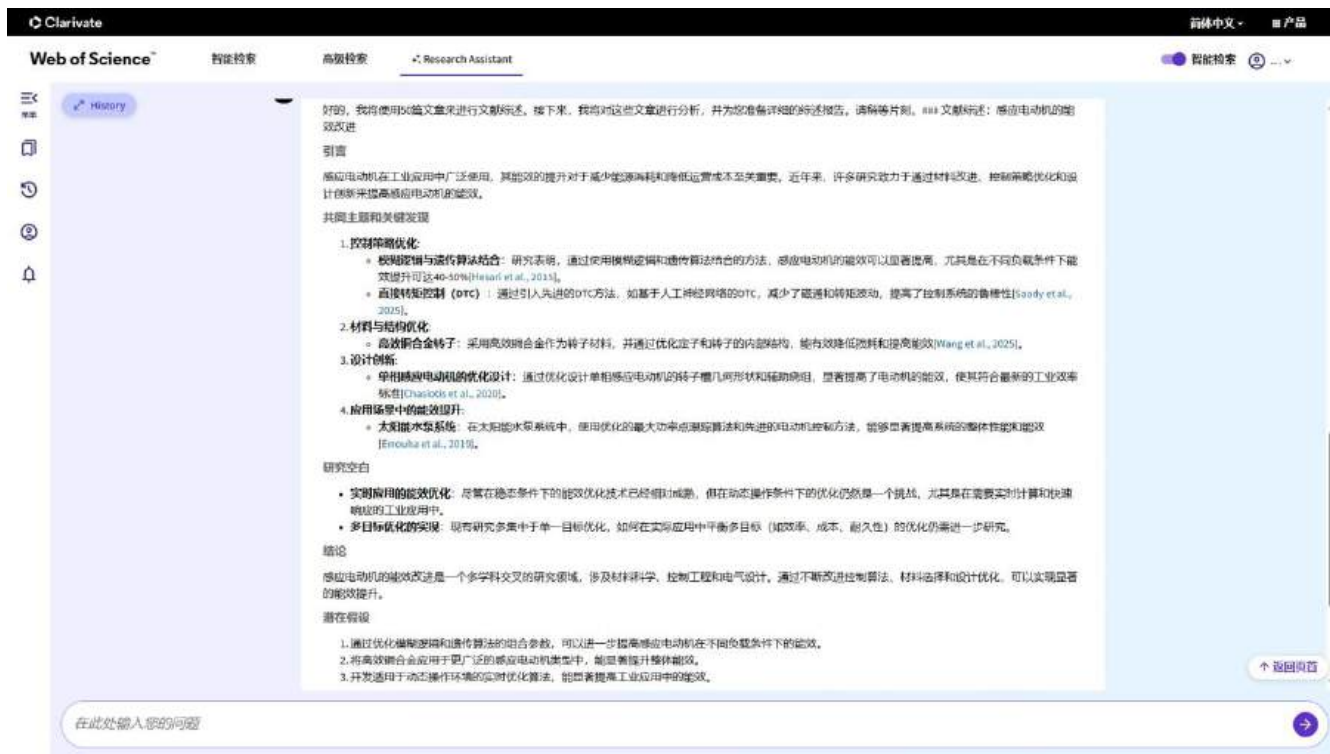 Clarivate
简体中文
产品
Web of Science™
智能检索
高级检索
Research Assistant
智能检索
菜单
History
好的，我将使用50篇文章来进行文献综述。接下来，我将对这些文章进行分析，并为您准备详细的综述报告。请稍等片刻。### 文献综述：感应电动机的能
效改进
引言
感应电动机在工业应用中广泛使用，其能效的提升对于减少能源消耗和降低运营成本至关重要。近年来，许多研究致力于通过材料改进、控制策略优化和设
计创新来提高感应电动机的能效。
共同主题和关键发现
1. 控制策略优化:
模糊逻辑与遗传算法结合：研究表明，通过使用模糊逻辑和遗传算法结合的方法，感应电动机的能效可以显著提高，尤其是在不同负载条件下能
效提升可达40-50%[Hesari et al., 2015]。
直接转矩控制（DTC）：通过引入先进的DTC方法，如基于人工神经网络的DTC，减少了磁通和转矩波动，提高了控制系统的鲁棒性[Saady et al.,
2025]。
2. 材料与结构优化:
高效铜合金转子：采用高效铜合金作为转子材料，并通过优化定子和转子的内部结构，能有效降低损耗和提高能效[Wang et al., 2025]。
3. 设计创新:
单相感应电动机的优化设计：通过优化设计单相感应电动机的转子槽几何形状和辅助绕组，显著提高了电动机的能效，使其符合最新的工业效率
标准[Chasiotis et al., 2020]。
4. 应用场景中的能效提升:
太阳能水泵系统：在太阳能水泵系统中，使用优化的最大功率点跟踪算法和先进的电动机控制方法，能够显著提高系统的整体性能和能效
[Errouha et al., 2019]。
研究空白
实时应用的能效优化：尽管在稳态条件下的能效优化技术已经相对成熟，但在动态操作条件下的优化仍然是一个挑战，尤其是在需要实时计算和快速
响应的工业应用中。
多目标优化的实现：现有研究多集中于单一目标优化，如何在实际应用中平衡多目标（如效率、成本、耐久性）的优化仍需进一步研究。
结论
感应电动机的能效改进是一个多学科交叉的研究领域，涉及材料科学、控制工程和电气设计。通过不断改进控制算法、材料选择和设计优化，可以实现显著
的能效提升。
潜在假设
1. 通过优化模糊逻辑和遗传算法的组合参数，可以进一步提高感应电动机在不同负载条件下的能效。
2. 将高效铜合金应用于更广泛的感应电动机类型中，能显著提升整体能效。
3. 开发适用于动态操作环境的实时优化算法，能显著提高工业应用中的能效。
返回页首
在此处输入您的问题